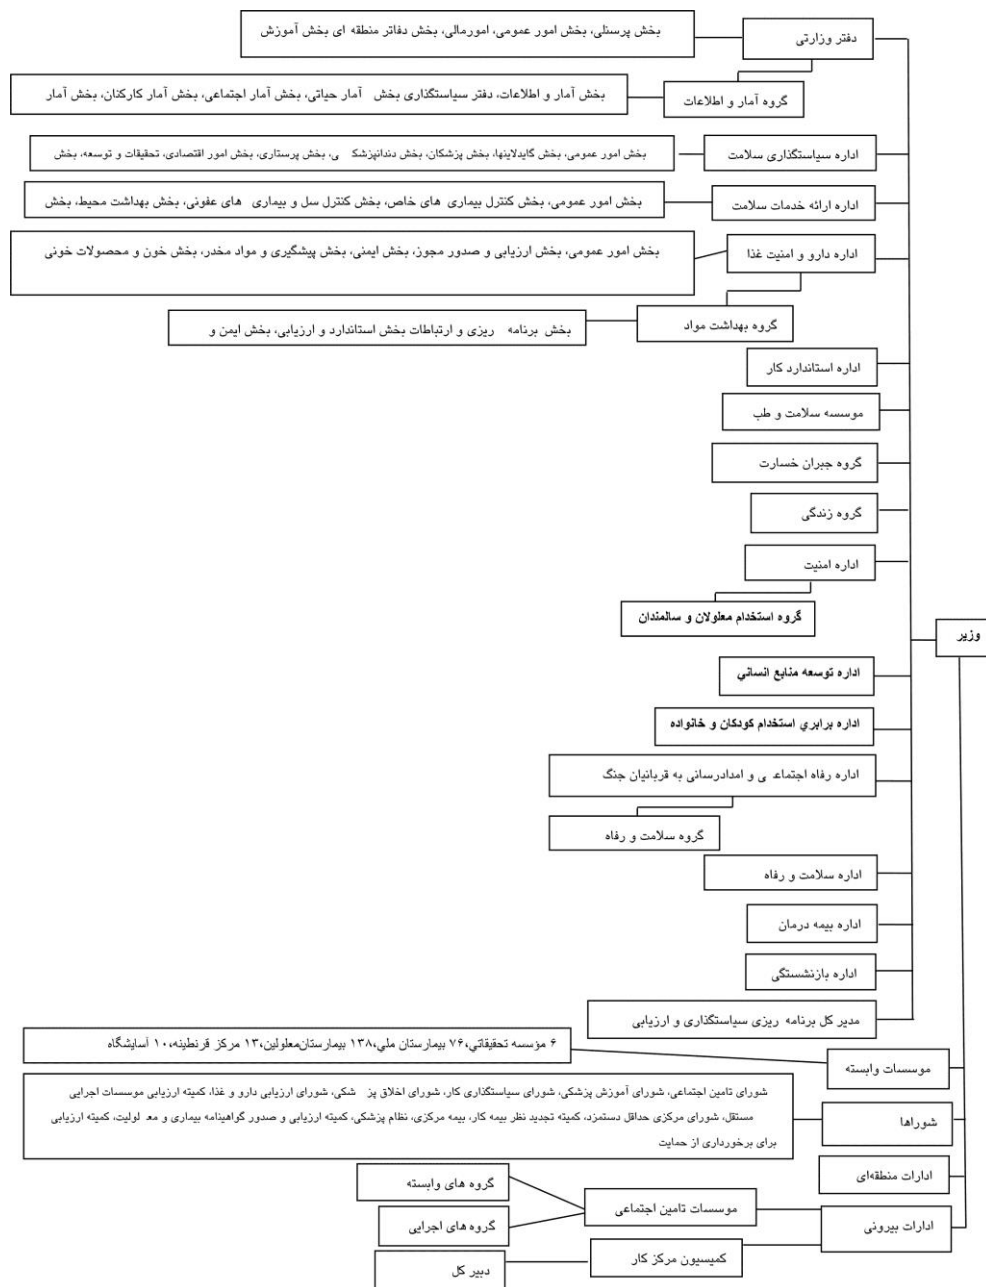 دفتر وزارتی
بخش پرسنلی، بخش امور عمومی، امورمالی، بخش دفاتر منطقه ای بخش آموزش
گروه آمار و اطلاعات
بخش آمار و اطلاعات، دفتر سیاستگذاری بخش آمار حیاتی، بخش آمار اجتماعی، بخش آمار کارکنان، بخش آمار
اداره سیاستگذاری سلامت
بخش امور عمومی، بخش گایدلاینها، بخش پزشکان، بخش دندانپزشک ی، بخش پرستاری، بخش امور اقتصادی، تحقیقات و توسعه، بخش
اداره ارائه خدمات سلامت
بخش امور عمومی، بخش کنترل بیماری های خاص، بخش کنترل سل و بیماری های عفونی، بخش بهداشت محیط، بخش
اداره دارو و امنیت غذا
بخش امور عمومی، بخش ارزیابی و صدور مجوز، بخش ایمنی، بخش پیشگیری و مواد مخدر، بخش خون و محصولات خونی
گروه بهداشت مواد
بخش برنامه ریزی و ارتباطات بخش استاندارد و ارزیابی، بخش ایمن و
اداره استاندارد کار
موسسه سلامت و طب
گروه جبران خسارت
گروه زندگی
اداره امنیت
گروه استخدام معلولان و سالمندان
وزیر
اداره توسعه منابع انساني
اداره برابري استخدام کودکان و خانواده
اداره رفاه اجتماع ی و امدادرسانی به قربانیان جنگ
گروه سلامت و رفاه
اداره سلامت و رفاه
اداره بیمه درمان
اداره بازنشستگی
مدیر کل برنامه ریزی سیاستگذاری و ارزیابی
موسسات وابسته
۶ مؤسسه تحقیقاتي، ۷۶ بیمارستان ملي، ۱۳۸ بیمارستان‌معلولین، ۱۳ مرکز قرنطینه، ۱۰ آسایشگاه
شوراها
شورای تامین اجتماعی، شورای آموزش پزشکی، شورای سیاستگذاری کار، شورای اخلاق پز شکی، شورای ارزیابی دارو و غذا، کمیته ارزیابی موسسات اجرایی
مستقل، شورای مرکزی حداقل دستمزد، کمیته تجدید نظر بیمه کار، بیمه مرکزی، نظام پزشکی، کمیته ارزیابی و صدور گواهینامه بیماری و مع لولیت، کمیته ارزیابی
برای برخورداری از حمایت
ادارات منطقه‌ای
ادارات بیرونی
موسسات تامین اجتماعی
گروه های وابسته
گروه های اجرایی
کمیسیون مرکز کار
دبیر کل